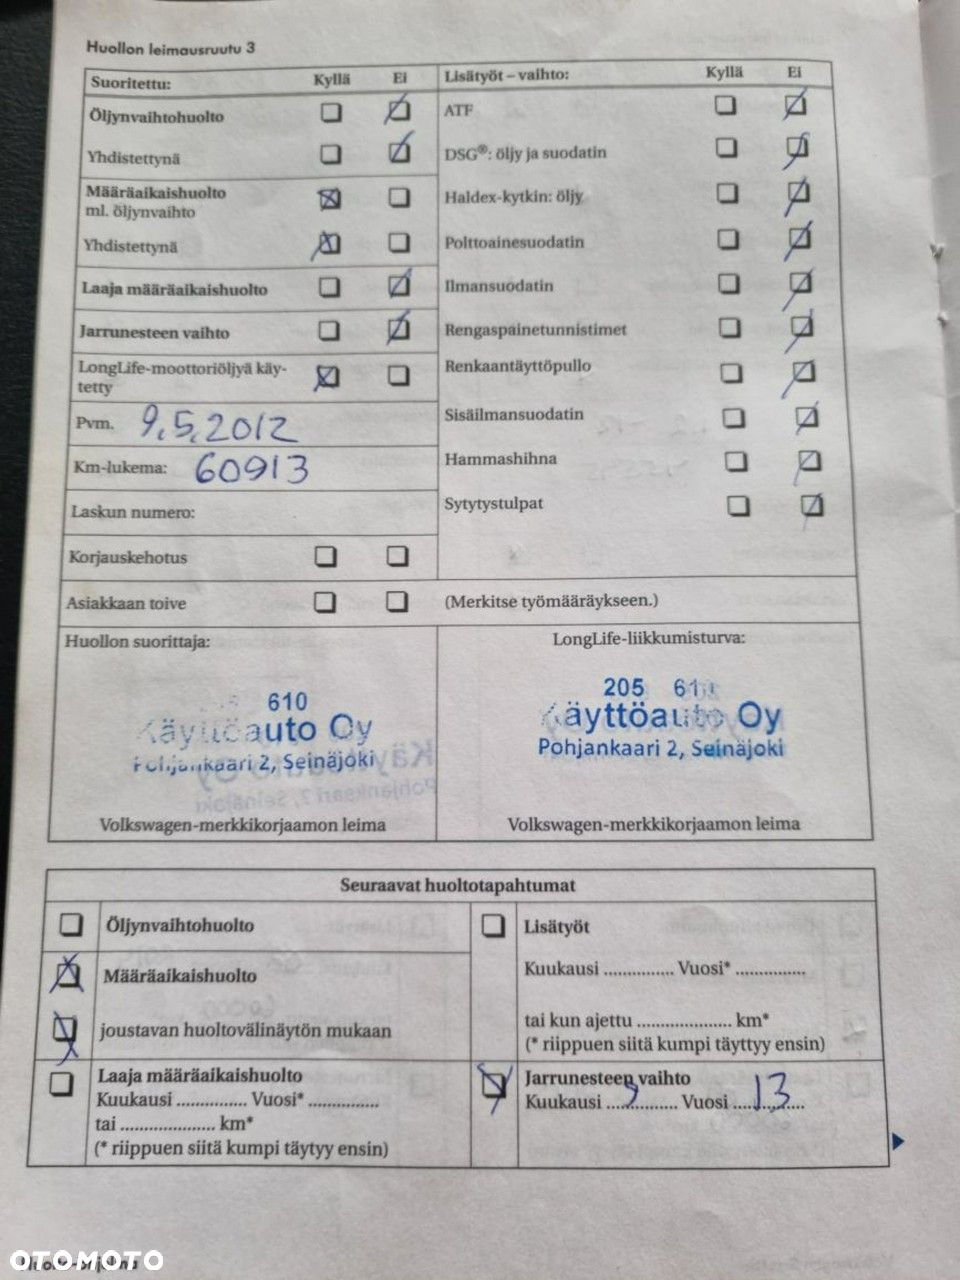 Huollon leimausruutu 3
Suoritettu: Kyllä Ei
Öljynvaihtohuolto
Yhdistettynä
Määräaikaishuolto
ml. öljynvaihto
Yhdistettynä
Laaja määräaikaishuolto
Jarrunesteen vaihto
LongLife-moottoriöljyä käy-
tetty
Pvm. 9.5.2012
Km-lukema: 60913
Laskun numero:
Korjauskehotus
Asiakkaan toive
Lisätyöt – vaihto: Kyllä Ei
ATF
DSG®: öljy ja suodatin
Haldex-kytkin: öljy
Polttoainesuodatin
Ilmansuodatin
Rengaspainetunnistimet
Renkaantäyttöpullo
Sisäilmansuodatin
Hammashihna
Sytytystulpat
(Merkitse työmääräykseen.)
Huollon suorittaja:
610
Käyttöauto Oy
Pohjankaari 2, Seinäjoki
Volkswagen-merkkikorjaamon leima
LongLife-liikkumisturva:
205 611
Käyttöauto Oy
Pohjankaari 2, Seinäjoki
Volkswagen-merkkikorjaamon leima
Seuraavat huoltotapahtumat
Öljynvaihtohuolto
Määräaikaishuolto
joustavan huoltovälinäytön mukaan
Laaja määräaikaishuolto
Kuukausi ............... Vuosi* ...............
tai .................... km*
(* riippuen siitä kumpi täytyy ensin)
Lisätyöt
Kuukausi ............... Vuosi* ...............
tai kun ajettu .................... km*
(* riippuen siitä kumpi täyttyy ensin)
Jarrunesteen vaihto
Kuukausi ............... Vuosi 13
OTOMOTO